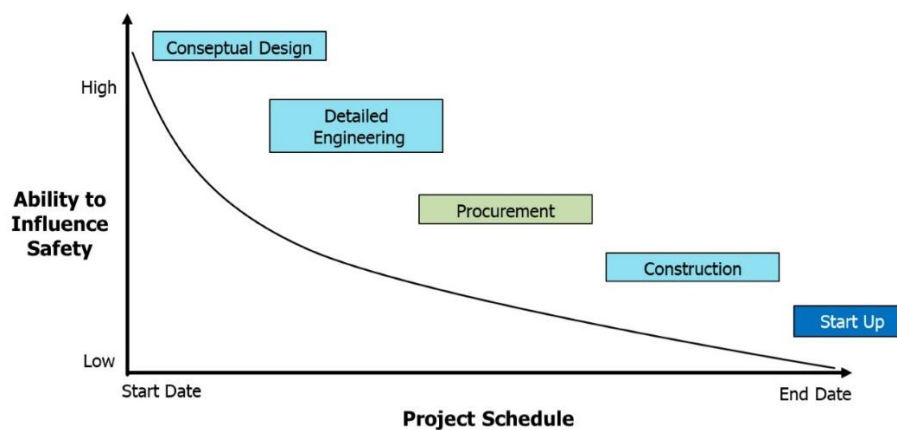 Conseptual Design
High
Detailed
Engineering
Ability to
Influence
Safety
Procurement
Construction
Start Up
Low
Start Date
End Date
Project Schedule